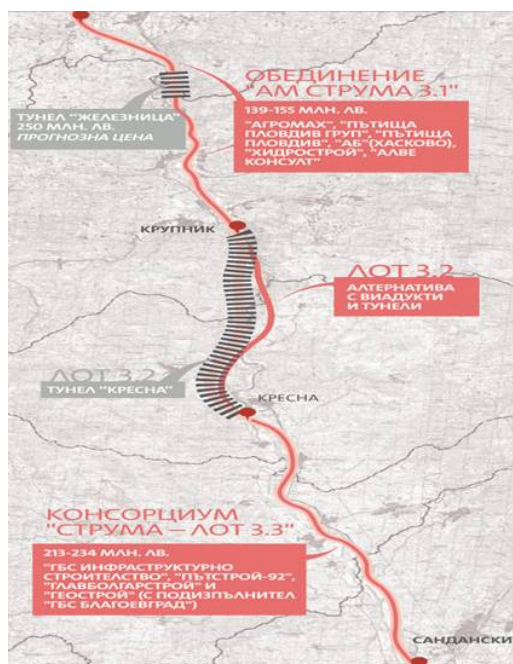 ОБЕДИНЕНИЕ
"АМ СТРУМА 3.1"
139-155 МЛН. ЛВ.
"АГРОМАХ", "ПЪТИЩА
ПЛОВДИВ ГРУП", "ПЪТИЩА
ПЛОВДИВ", "АБ"(ХАСКОВО),
"ХИДРОСТРОЙ", "АЛВЕ
КОНСУЛТ"
ТУНЕЛ "ЖЕЛЕЗНИЦА"
250 МЛН. ЛВ.
ПРОГНОЗНА ЦЕНА
КРУПНИК
ЛОТ 3.2
АЛТЕРНАТИВА
С ВИАДУКТИ
И ТУНЕЛИ
ЛОТ 3.2
ТУНЕЛ "КРЕСНА"
КРЕСНА
КОНСОРЦИУМ
"СТРУМА – ЛОТ 3.3"
213-234 МЛН. ЛВ.
"ГБС ИНФРАСТРУКТУРНО
СТРОИТЕЛСТВО", "ПЪТСТРОЙ-92",
"ГЛАВБОЛГАРСТРОЙ" И
"ГЕОСТРОЙ" (С ПОДИЗПЪЛНИТЕЛ
"ГБС БЛАГОЕВГРАД")
САНДАНСКИ